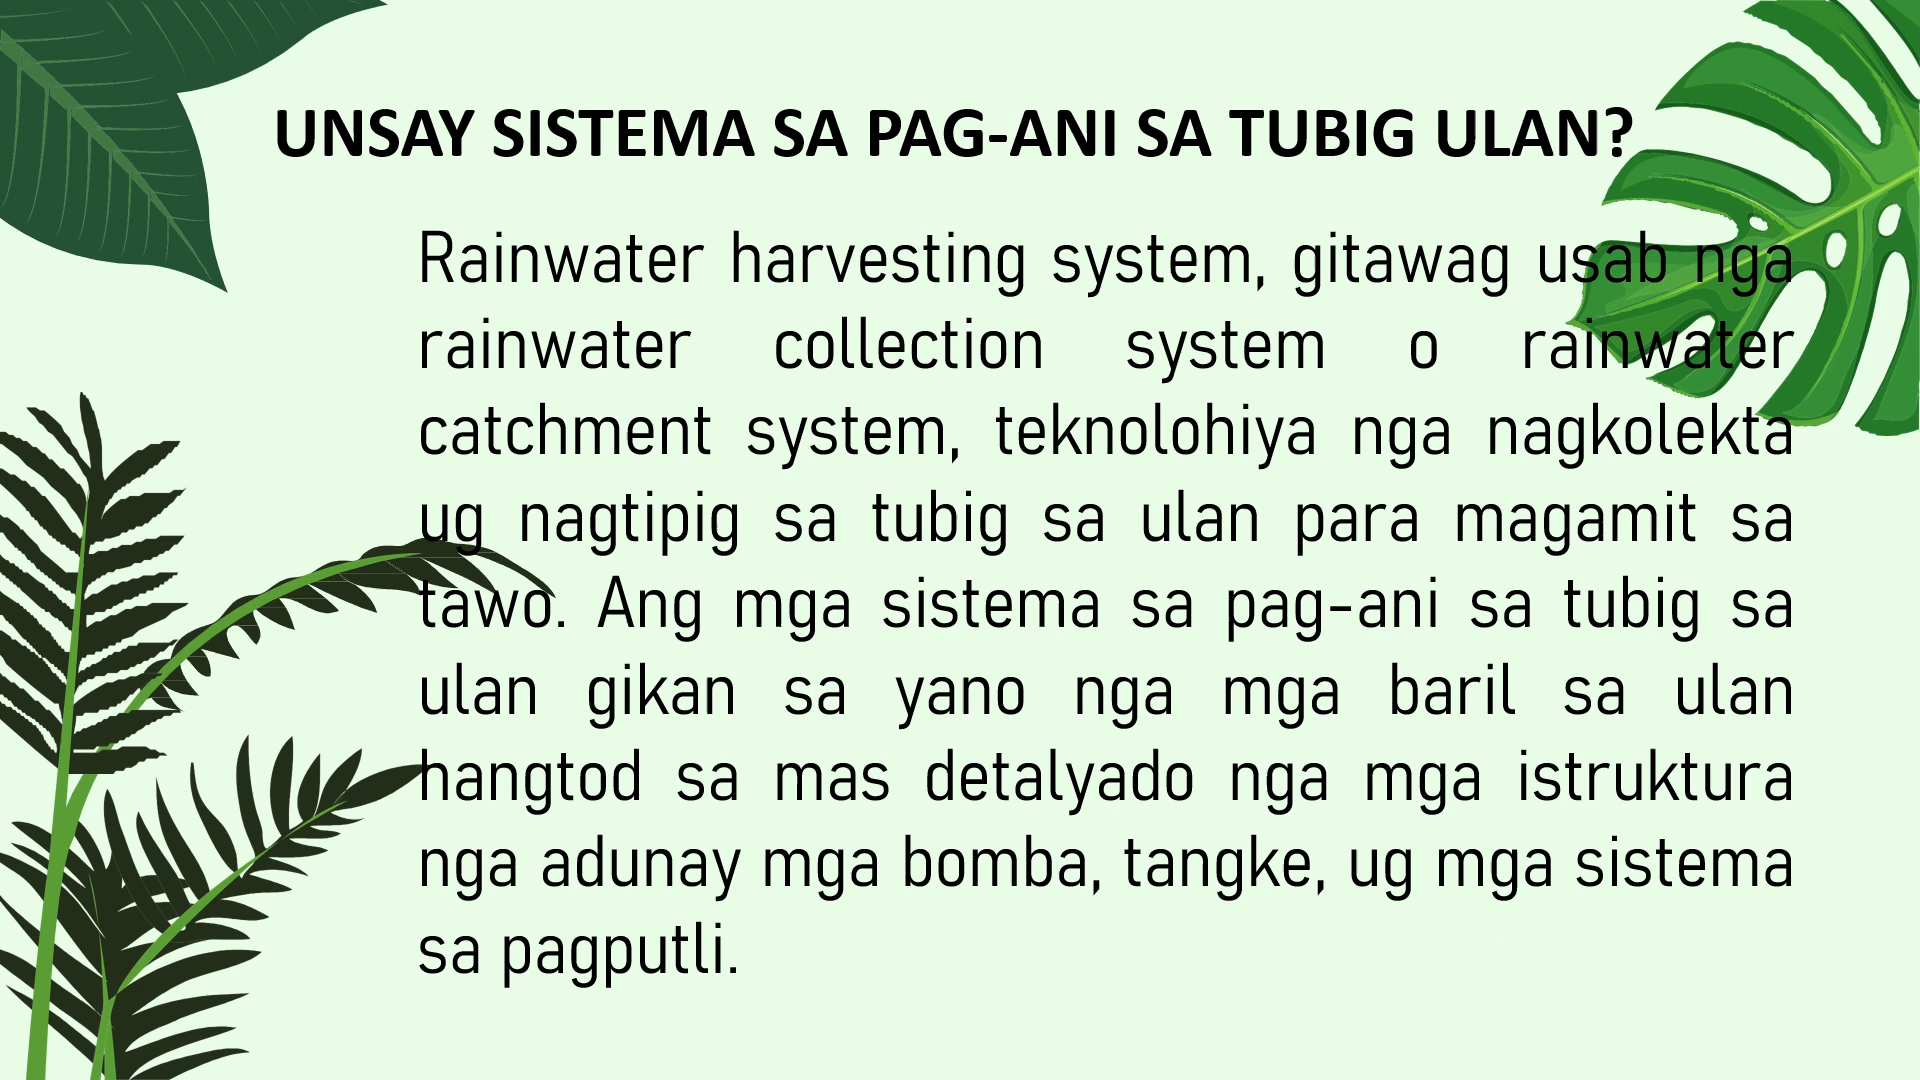 UNSAY SISTEMA SA PAG-ANI SA TUBIG ULAN?
Rainwater harvesting system, gitawag usab nga
rainwater collection system o rainwater
catchment system, teknolohiya nga nagkolekta
ug nagtipig sa tubig sa ulan para magamit sa
tawo. Ang mga sistema sa pag-ani sa tubig sa
ulan gikan sa yano nga mga baril sa ulan
hangtod sa mas detalyado nga mga istruktura
nga adunay mga bomba, tangke, ug mga sistema
sa pagputli.